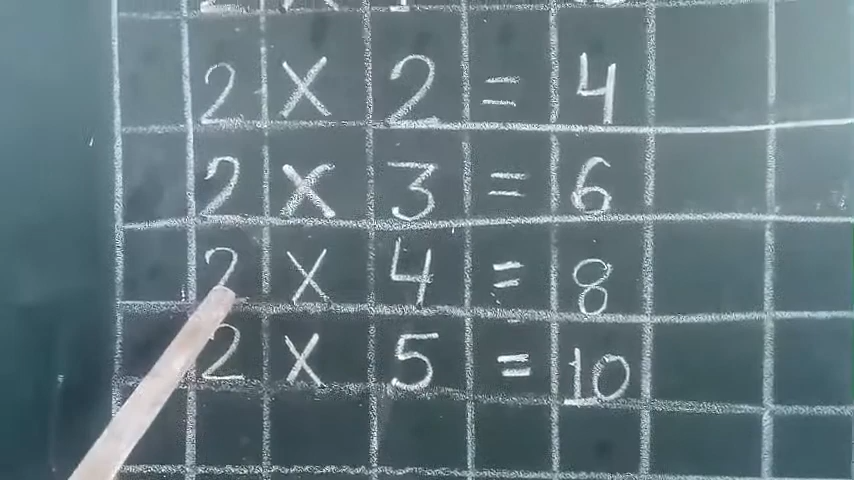 2 × 2 = 4
2 × 3 = 6
2 × 4 = 8
2 × 5 = 10